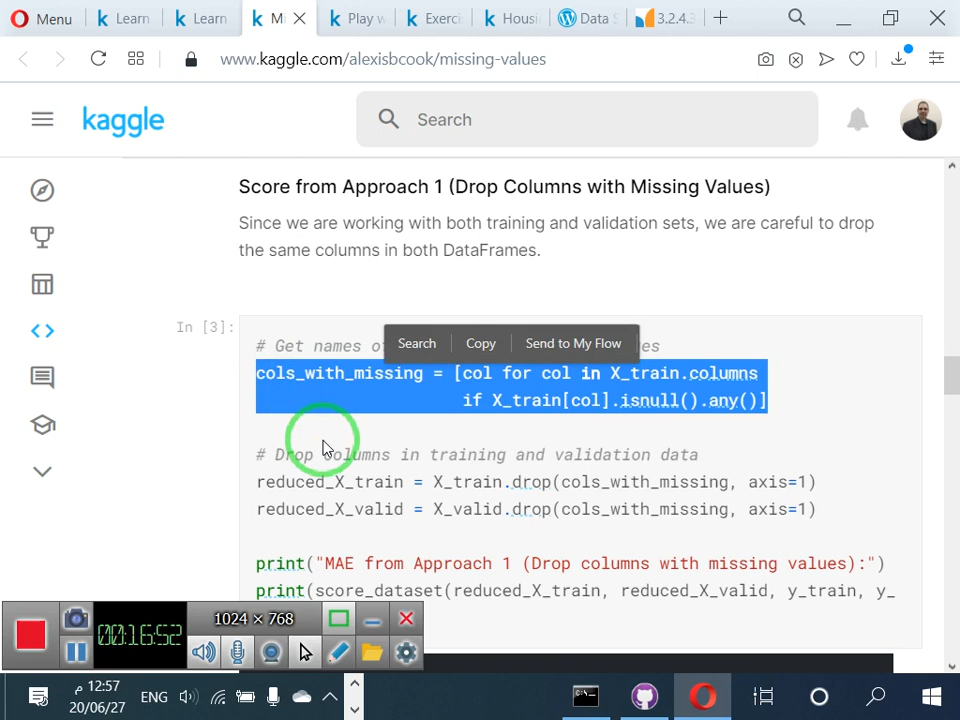 Menu
Learn
Learn
Mi
Play w
Exerci
Housi
Data S
3.2.4.3
www.kaggle.com/alexisbcook/missing-values
kaggle
Search
Score from Approach 1 (Drop Columns with Missing Values)
Since we are working with both training and validation sets, we are careful to drop
the same columns in both DataFrames.
In [3]:
# Get names of
es
Search
Copy
Send to My Flow
cols_with_missing = [col for col in X_train.columns
if X_train[col].isnull().any()]
# Drop columns in training and validation data
reduced_X_train = X_train.drop(cols_with_missing, axis=1)
reduced_X_valid = X_valid.drop(cols_with_missing, axis=1)
print("MAE from Approach 1 (Drop columns with missing values):")
print(score_dataset(reduced_X_train, reduced_X_valid, y_train, y_
00:16:52
1024 × 768
12:57 م
ENG
20/06/27